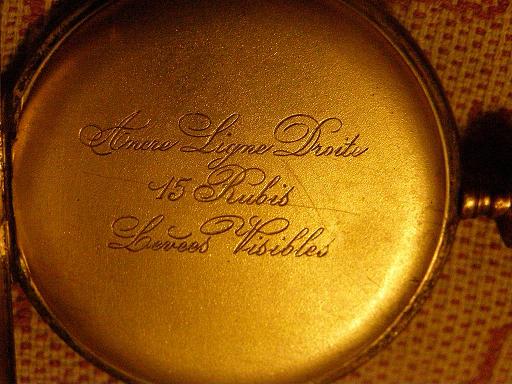 Ancre Ligne Droite
15 Rubis
Levées Visibles